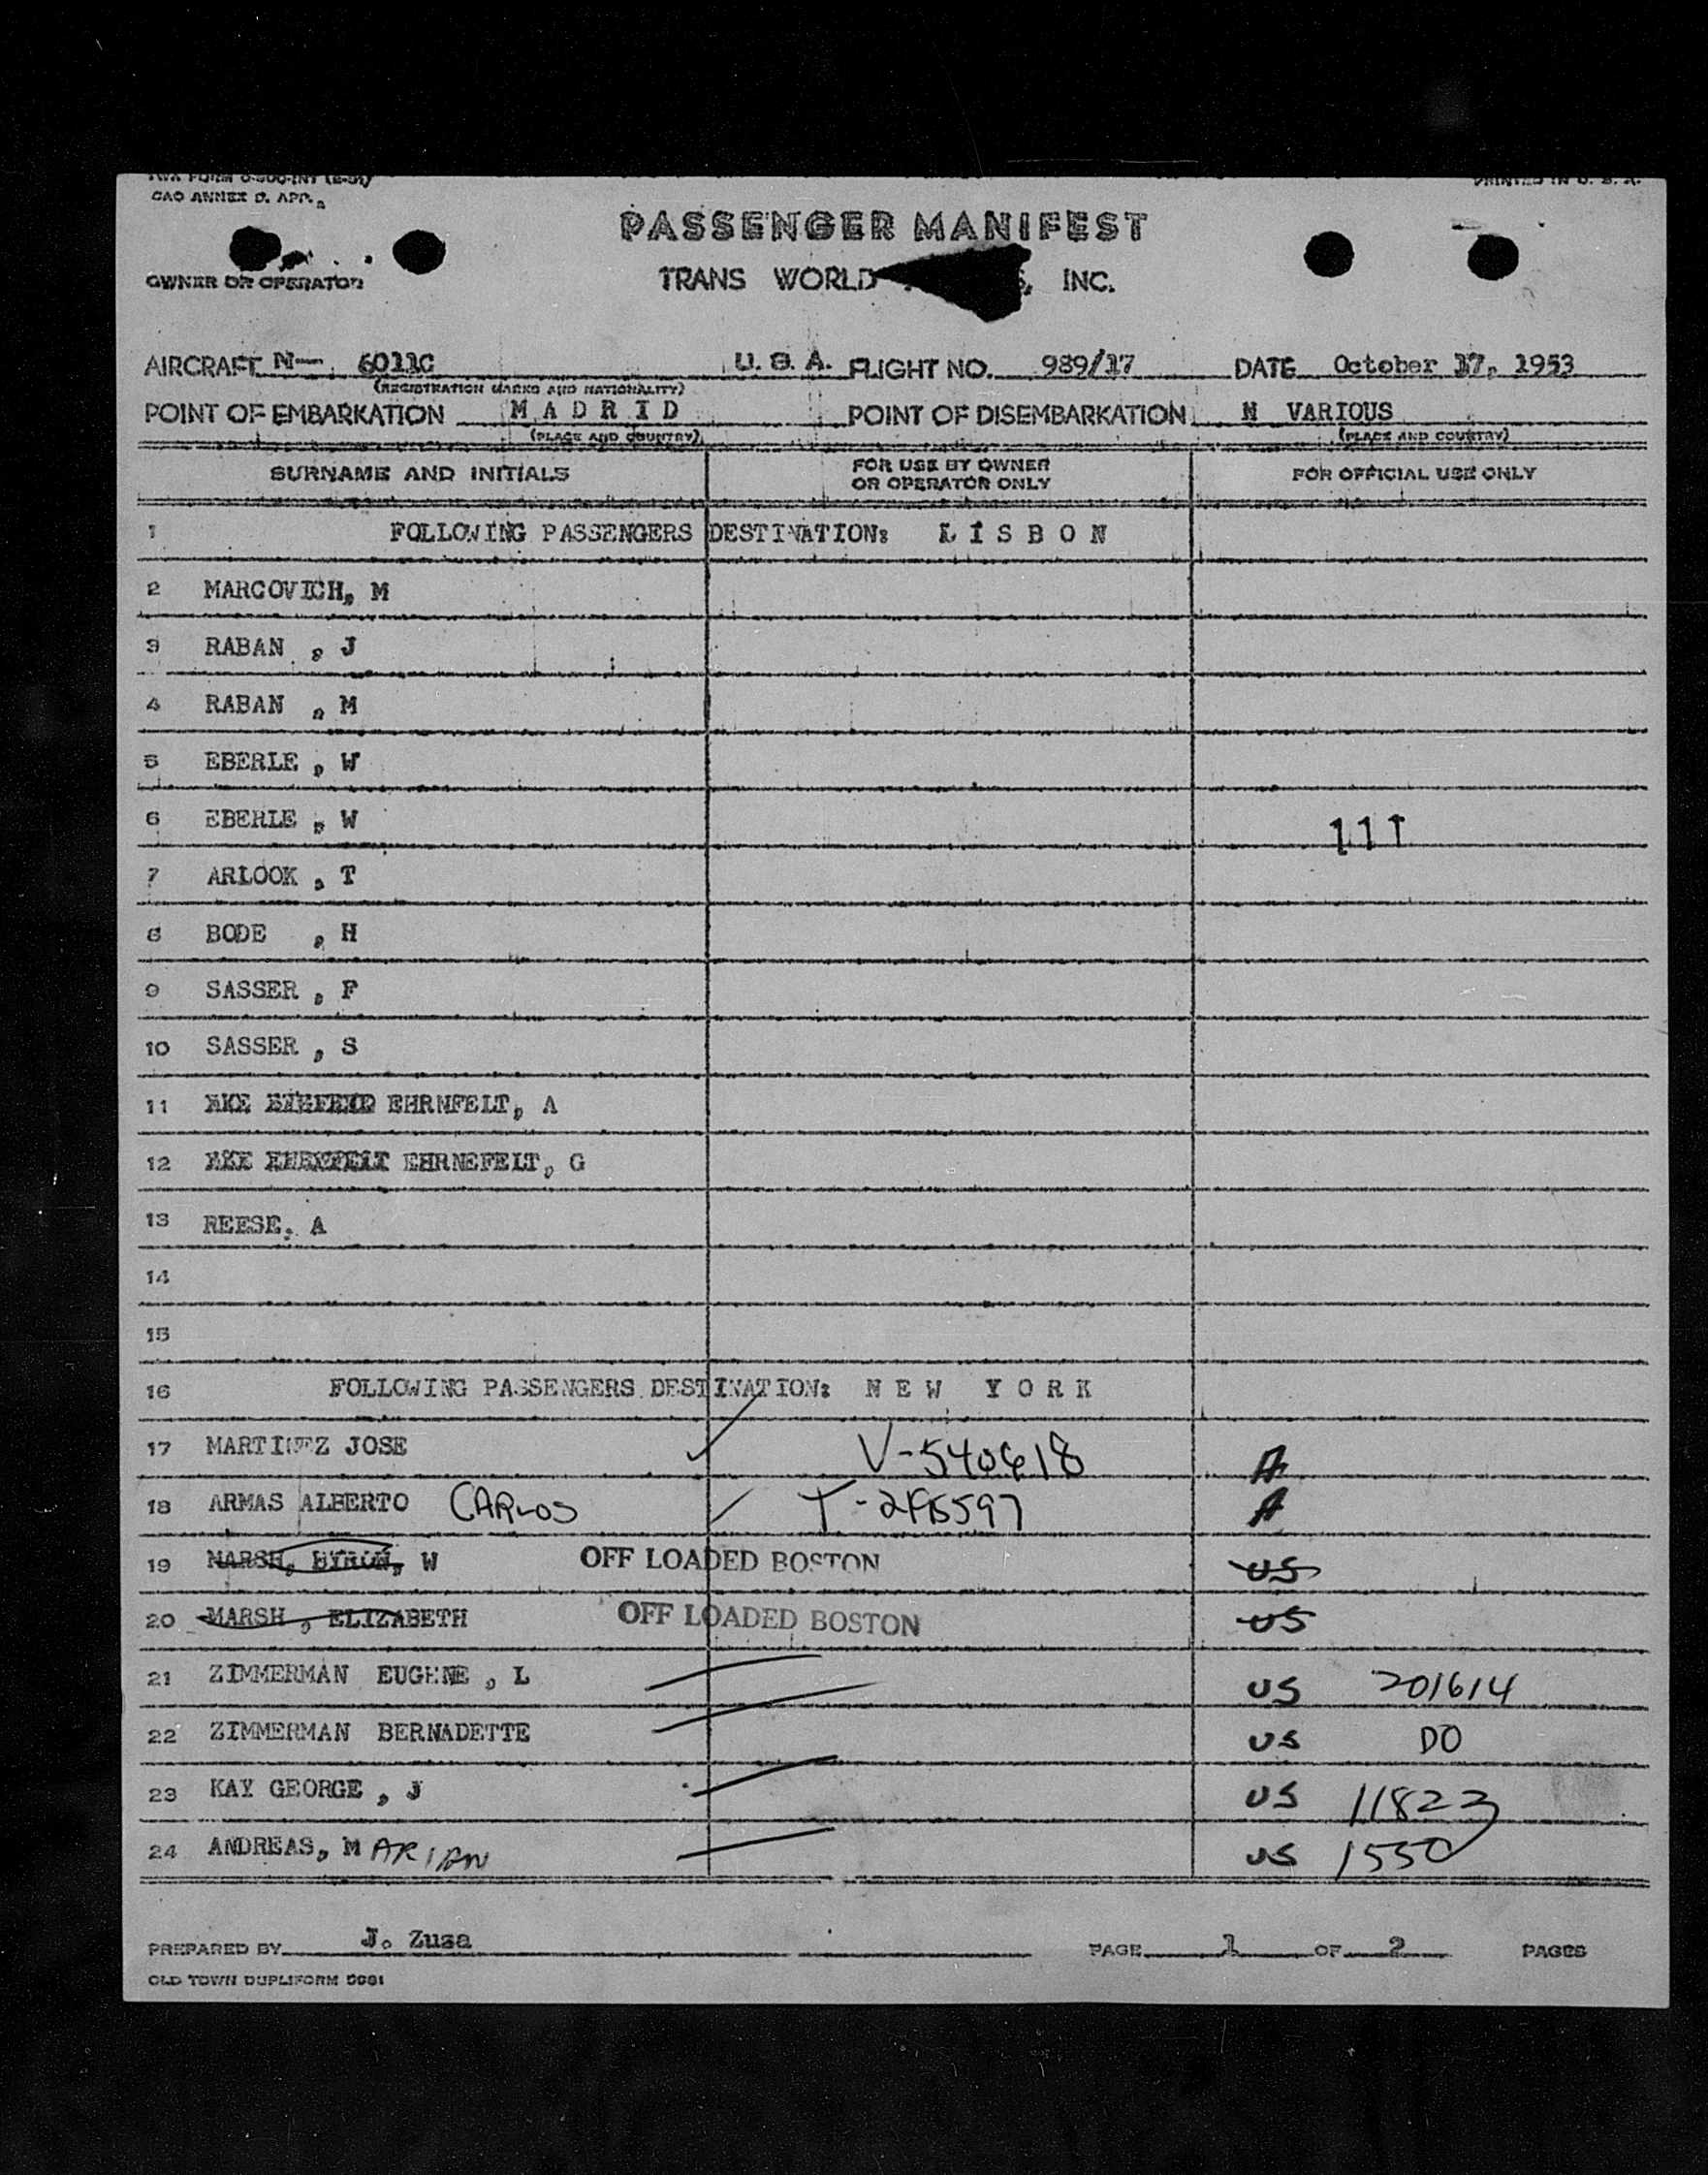 CAO ANNEX 9, APP.
PRINTED IN U. S. A.
PASSENGER MANIFEST
OWNER OR OPERATOR
TRANS WORLD INC.
AIRCRAFT N— 6011C U. S. A. FLIGHT NO. 989/17 DATE October 17, 1953
(REGISTRATION MARKS AND NATIONALITY)
POINT OF EMBARKATION M A D R I D POINT OF DISEMBARKATION VARIOUS
(PLACE AND COUNTRY) (PLACE AND COUNTRY)
SURNAME AND INITIALS FOR USE BY OWNER OR OPERATOR ONLY FOR OFFICIAL USE ONLY
1 FOLLOWING PASSENGERS DESTINATION: L I S B O N
2 MARCOVICH, M
3 RABAN , J
4 RABAN , M
5 EBERLE , W
6 EBERLE , W
7 ARLOOK , T
8 BODE , H
9 SASSER , F
10 SASSER , S
11 EHRNFELT, A
12 EHRNEFELT, G
13 REESE, A
14
15
16 FOLLOWING PASSENGERS DESTINATION: N E W Y O R K
17 MARTINEZ JOSE V-540618 A
18 ARMAS ALBERTO CARLOS A
19 MARSH, BYRON, W OFF LOADED BOSTON US
20 MARSH , ELIZABETH OFF LOADED BOSTON US
21 ZIMMERMAN EUGENE , L US 201614
22 ZIMMERMAN BERNADETTE US DO
23 KAY GEORGE , J US 11823
24 ANDREAS, MARIAN US 1550
PREPARED BY J. Zusa PAGE 1 OF 2 PAGES
OLD TOWN DUPLIFORM